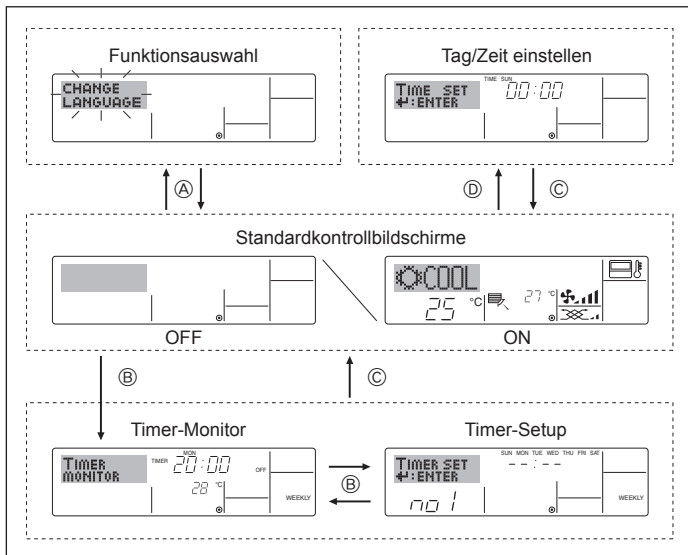 Funktionsauswahl
CHANGE
LANGUAGE
Tag/Zeit einstellen
TIME SUN
TIME SET 00:00
↵:ENTER
Ⓐ
Ⓓ
Ⓒ
Standardkontrollbildschirme
OFF
COOL
25 °C
27 °C
ON
Ⓑ
Ⓒ
Timer-Monitor
MON
TIMER
MONITOR
TIMER 20:00 OFF
28 °C
WEEKLY
Ⓑ
Timer-Setup
SUN MON TUE WED THU FRI SAT
TIMER SET --:--
↵:ENTER
no 1
WEEKLY